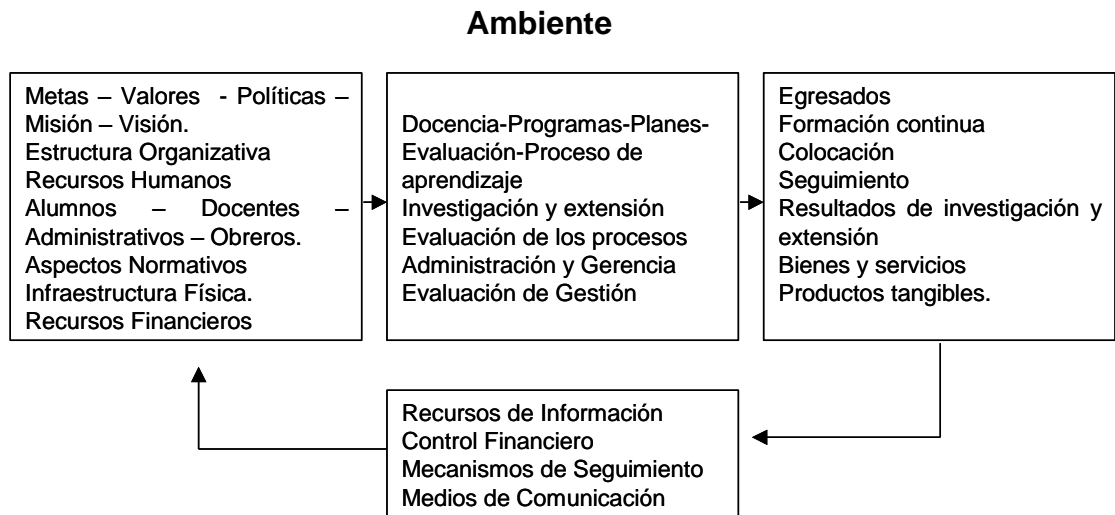 Ambiente
Metas – Valores - Políticas –
Misión – Visión.
Estructura Organizativa
Recursos Humanos
Alumnos – Docentes –
Administrativos – Obreros.
Aspectos Normativos
Infraestructura Física.
Recursos Financieros
Docencia-Programas-Planes-
Evaluación-Proceso de
aprendizaje
Investigación y extensión
Evaluación de los procesos
Administración y Gerencia
Evaluación de Gestión
Egresados
Formación continua
Colocación
Seguimiento
Resultados de investigación y
extensión
Bienes y servicios
Productos tangibles.
Recursos de Información
Control Financiero
Mecanismos de Seguimiento
Medios de Comunicación